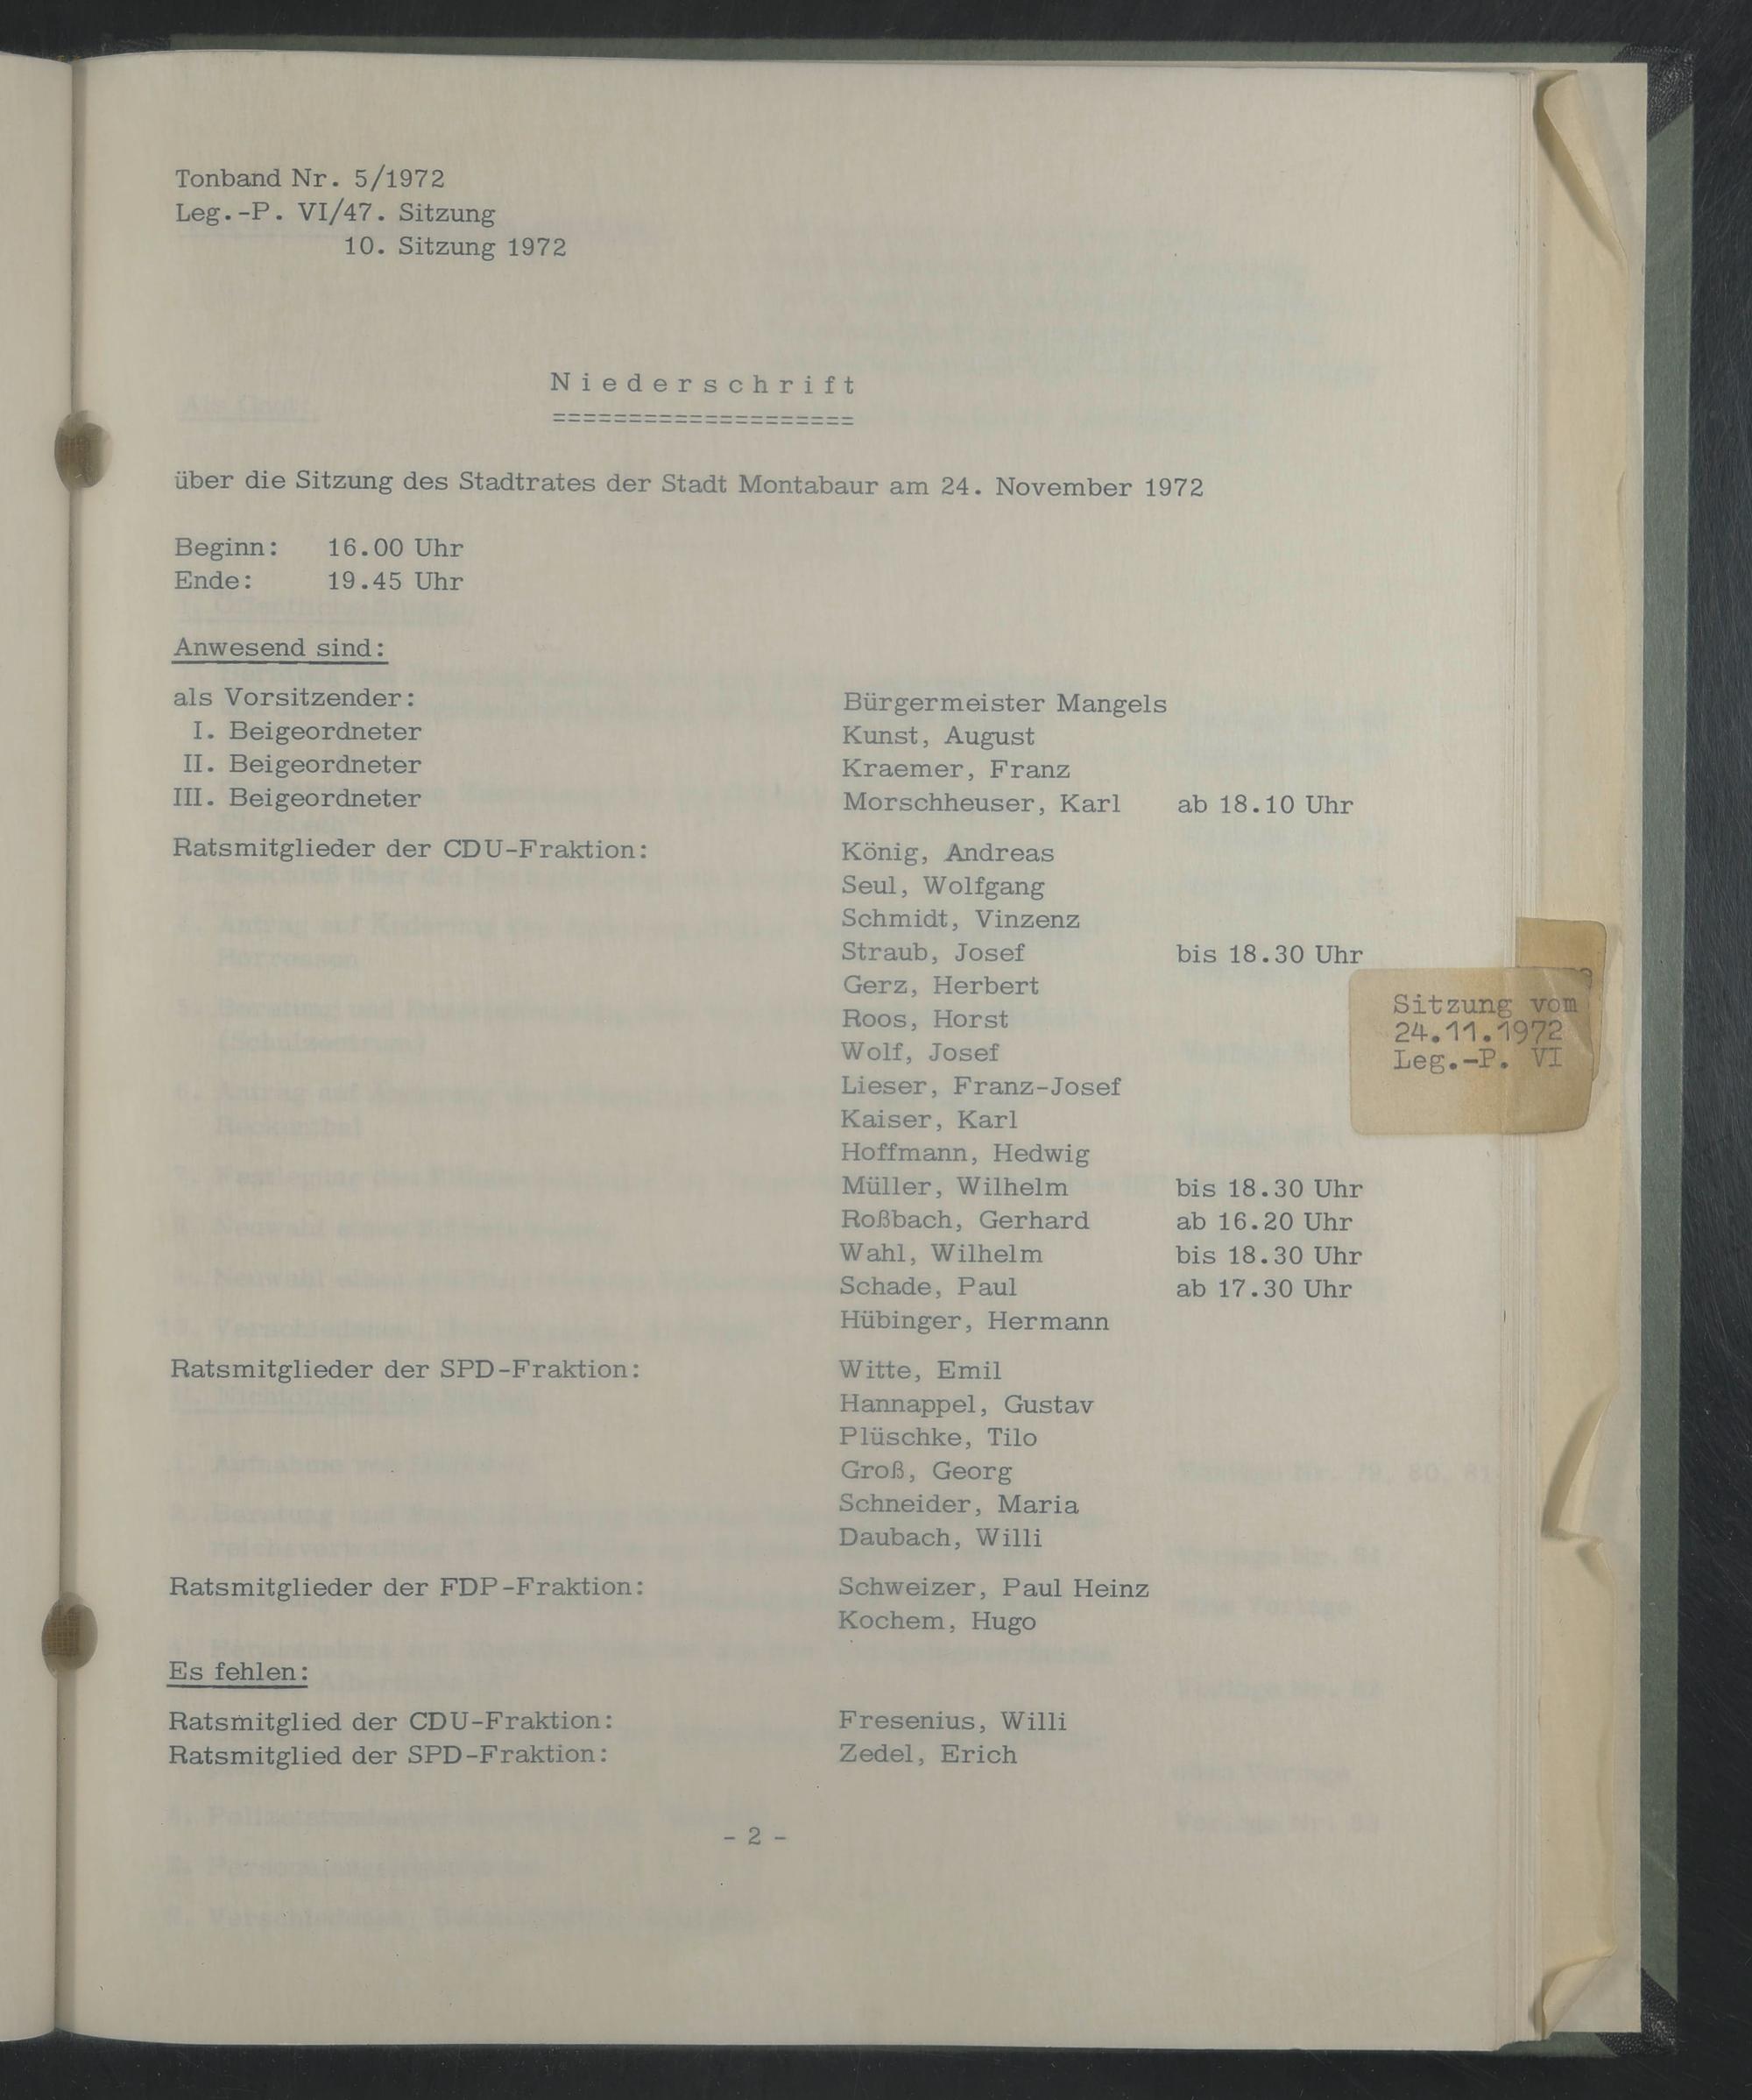 Tonband Nr. 5/1972
Leg.-P. VI/47. Sitzung
10. Sitzung 1972
Niederschrift
====================
über die Sitzung des Stadtrates der Stadt Montabaur am 24. November 1972
Beginn: 16.00 Uhr
Ende: 19.45 Uhr
Anwesend sind:
als Vorsitzender: Bürgermeister Mangels
I. Beigeordneter Kunst, August
II. Beigeordneter Kraemer, Franz
III. Beigeordneter Morschheuser, Karl ab 18.10 Uhr
Ratsmitglieder der CDU-Fraktion: König, Andreas
Seul, Wolfgang
Schmidt, Vinzenz
Straub, Josef bis 18.30 Uhr
Gerz, Herbert
Roos, Horst
Wolf, Josef
Lieser, Franz-Josef
Kaiser, Karl
Hoffmann, Hedwig
Müller, Wilhelm bis 18.30 Uhr
Roßbach, Gerhard ab 16.20 Uhr
Wahl, Wilhelm bis 18.30 Uhr
Schade, Paul ab 17.30 Uhr
Hübinger, Hermann
Ratsmitglieder der SPD-Fraktion: Witte, Emil
Hannappel, Gustav
Plüschke, Tilo
Groß, Georg
Schneider, Maria
Daubach, Willi
Ratsmitglieder der FDP-Fraktion: Schweizer, Paul Heinz
Kochem, Hugo
Es fehlen:
Ratsmitglied der CDU-Fraktion: Fresenius, Willi
Ratsmitglied der SPD-Fraktion: Zedel, Erich
- 2 -
Sitzung vom
24.11.1972
Leg.-P. VI